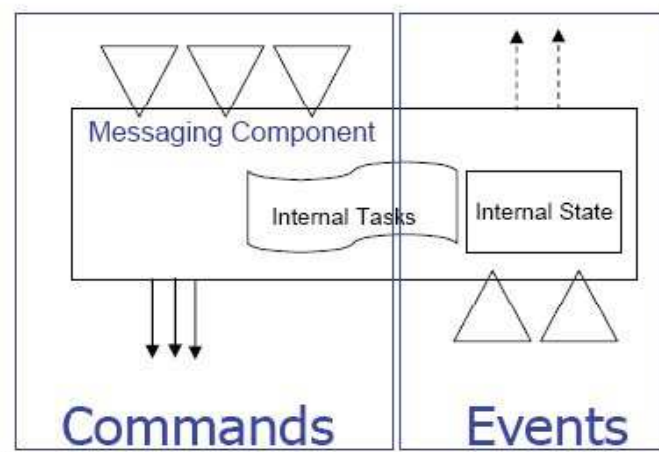 Messaging Component
Internal Tasks
Internal State
Commands
Events